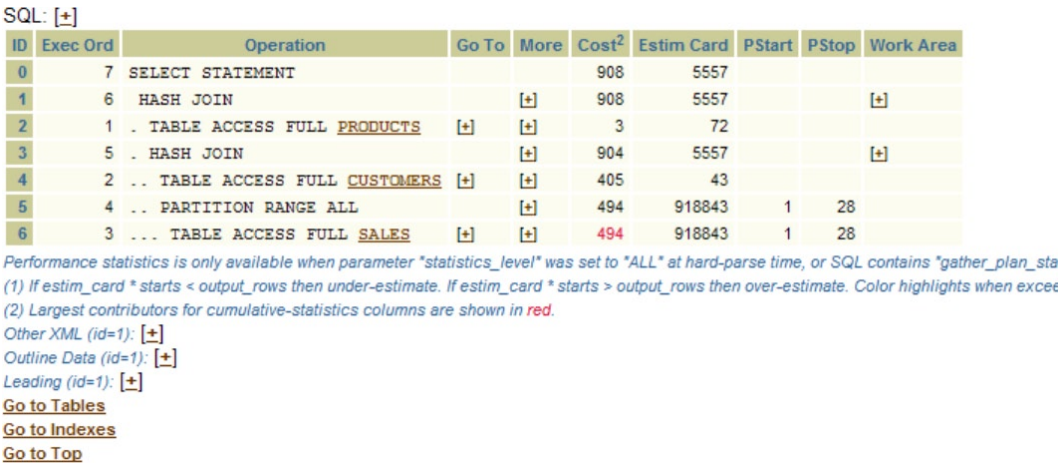 SQL: [+]
ID Exec Ord Operation Go To More Cost2 Estim Card PStart PStop Work Area
0 7 SELECT STATEMENT 908 5557
1 6 HASH JOIN [+] 908 5557 [+]
2 1 . TABLE ACCESS FULL PRODUCTS [+] [+] 3 72
3 5 . HASH JOIN [+] 904 5557 [+]
4 2 .. TABLE ACCESS FULL CUSTOMERS [+] [+] 405 43
5 4 .. PARTITION RANGE ALL [+] 494 918843 1 28
6 3 ... TABLE ACCESS FULL SALES [+] [+] 494 918843 1 28
Performance statistics is only available when parameter "statistics_level" was set to "ALL" at hard-parse time, or SQL contains "gather_plan_sta
(1) If estim_card * starts < output_rows then under-estimate. If estim_card * starts > output_rows then over-estimate. Color highlights when excee
(2) Largest contributors for cumulative-statistics columns are shown in red.
Other XML (id=1): [+]
Outline Data (id=1): [+]
Leading (id=1): [+]
Go to Tables
Go to Indexes
Go to Top